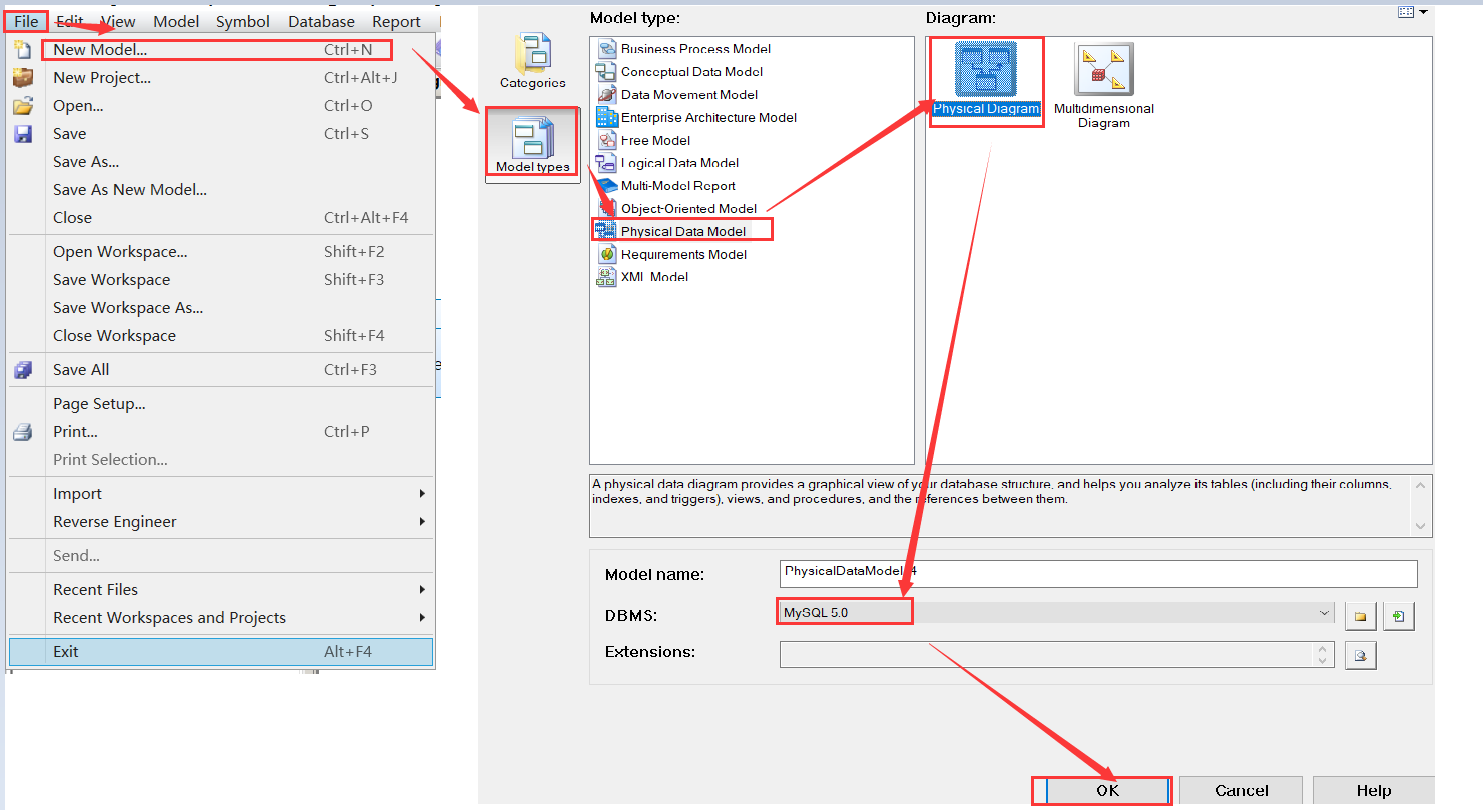 File Edit View Model Symbol Database Report
New Model... Ctrl+N
New Project... Ctrl+Alt+J
Open... Ctrl+O
Save Ctrl+S
Save As...
Save As New Model...
Close Ctrl+Alt+F4
Open Workspace... Shift+F2
Save Workspace Shift+F3
Save Workspace As...
Close Workspace Shift+F4
Save All Ctrl+F3
Page Setup...
Print... Ctrl+P
Print Selection...
Import
Reverse Engineer
Send...
Recent Files
Recent Workspaces and Projects
Exit Alt+F4
Categories
Model types
Model type:
Business Process Model
Conceptual Data Model
Data Movement Model
Enterprise Architecture Model
Free Model
Logical Data Model
Multi-Model Report
Object-Oriented Model
Physical Data Model
Requirements Model
XML Model
Diagram:
Physical Diagram
Multidimensional
Diagram
A physical data diagram provides a graphical view of your database structure, and helps you analyze its tables (including their columns,
indexes, and triggers), views, and procedures, and the references between them.
Model name: PhysicalDataModel_4
DBMS: MySQL 5.0
Extensions:
OK Cancel Help